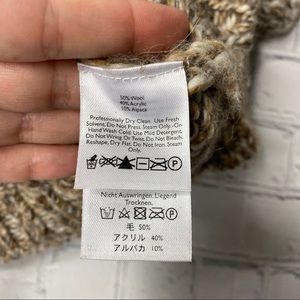 50% Wool
40% Acrylic
10% Alpaca
Professionally Dry Clean. Use Fresh
Solvent. Do Not Press. Steam Only. -Or-
Hand Wash Cold. Use Mild Detergent.
Do Not Wring or Twist. Do Not Bleach.
Reshape, Dry Flat. Do Not Iron. Steam
Only.
P
Nicht Auswringen. Liegend
Trocknen.
P
毛 50%
アクリル 40%
アルパカ 10%